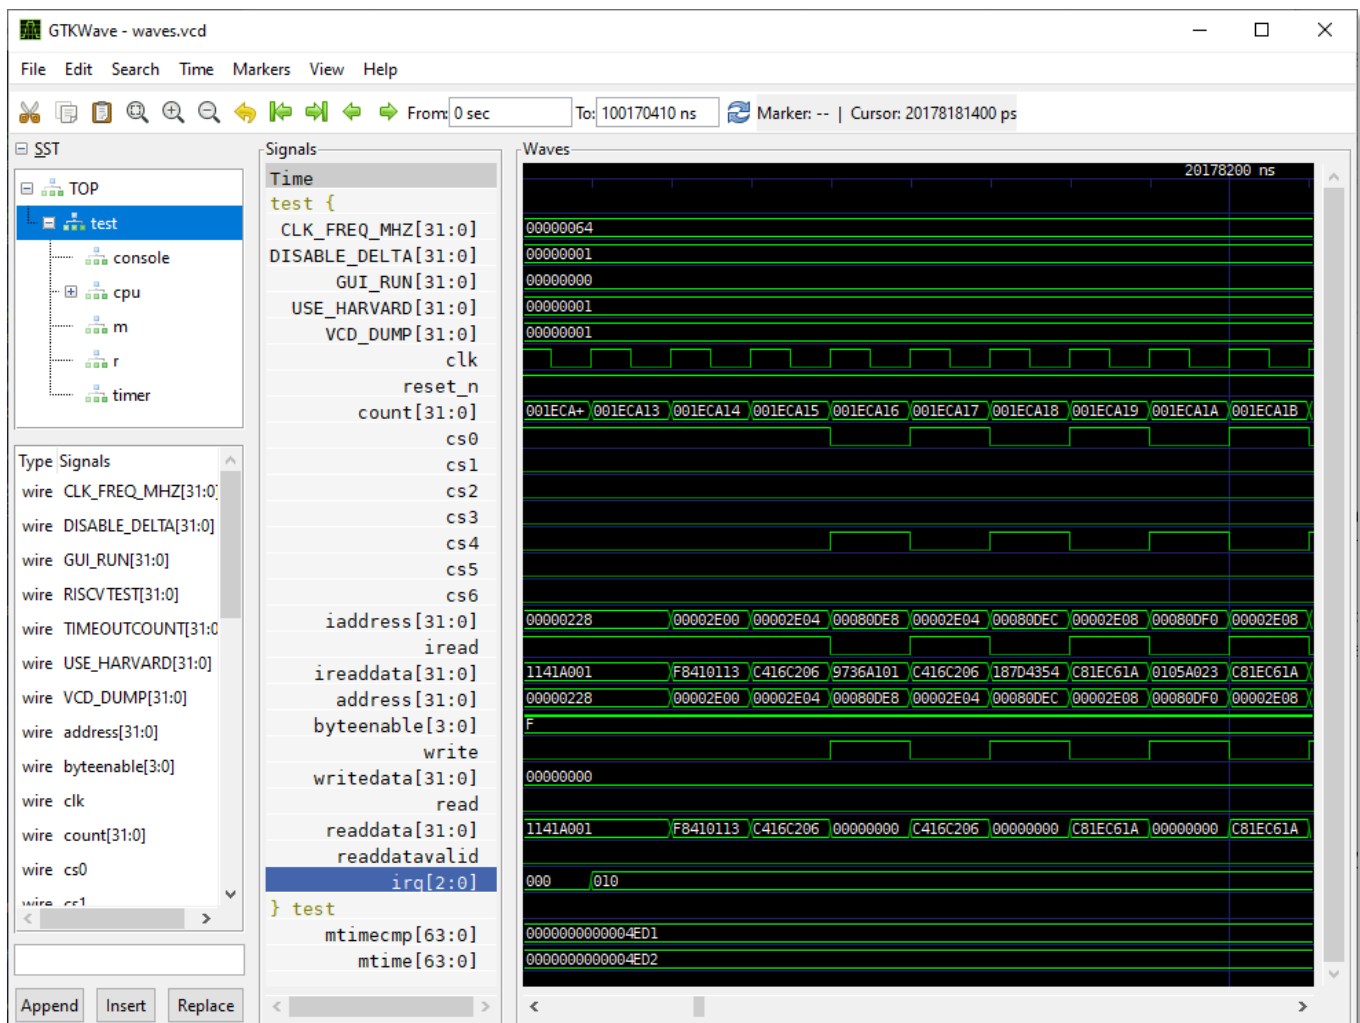 GTKWave - waves.vcd
File Edit Search Time Markers View Help
From: 0 sec To: 100170410 ns Marker: -- | Cursor: 20178181400 ps
SST
TOP
test
console
cpu
m
r
timer
Type Signals
wire CLK_FREQ_MHZ[31:0]
wire DISABLE_DELTA[31:0]
wire GUI_RUN[31:0]
wire RISCVTEST[31:0]
wire TIMEOUTCOUNT[31:0
wire USE_HARVARD[31:0]
wire VCD_DUMP[31:0]
wire address[31:0]
wire byteenable[3:0]
wire clk
wire count[31:0]
wire cs0
wire cs1
Append Insert Replace
Signals
Time
test {
CLK_FREQ_MHZ[31:0]
DISABLE_DELTA[31:0]
GUI_RUN[31:0]
USE_HARVARD[31:0]
VCD_DUMP[31:0]
clk
reset_n
count[31:0]
cs0
cs1
cs2
cs3
cs4
cs5
cs6
iaddress[31:0]
iread
ireaddata[31:0]
address[31:0]
byteenable[3:0]
write
writedata[31:0]
read
readdata[31:0]
readdatavalid
irq[2:0]
} test
mtimecmp[63:0]
mtime[63:0]
Waves
20178200 ns
00000064
00000001
00000000
00000001
00000001
001ECA+ 001ECA13 001ECA14 001ECA15 001ECA16 001ECA17 001ECA18 001ECA19 001ECA1A 001ECA1B
00000228 00002E00 00002E04 00080DE8 00002E04 00080DEC 00002E08 00080DF0 00002E08
1141A001 F8410113 C416C206 9736A101 C416C206 187D4354 C81EC61A 0105A023 C81EC61A
00000228 00002E00 00002E04 00080DE8 00002E04 00080DEC 00002E08 00080DF0 00002E08
F
00000000
1141A001 F8410113 C416C206 00000000 C416C206 00000000 C81EC61A 00000000 C81EC61A
000 010
0000000000004ED1
0000000000004ED2